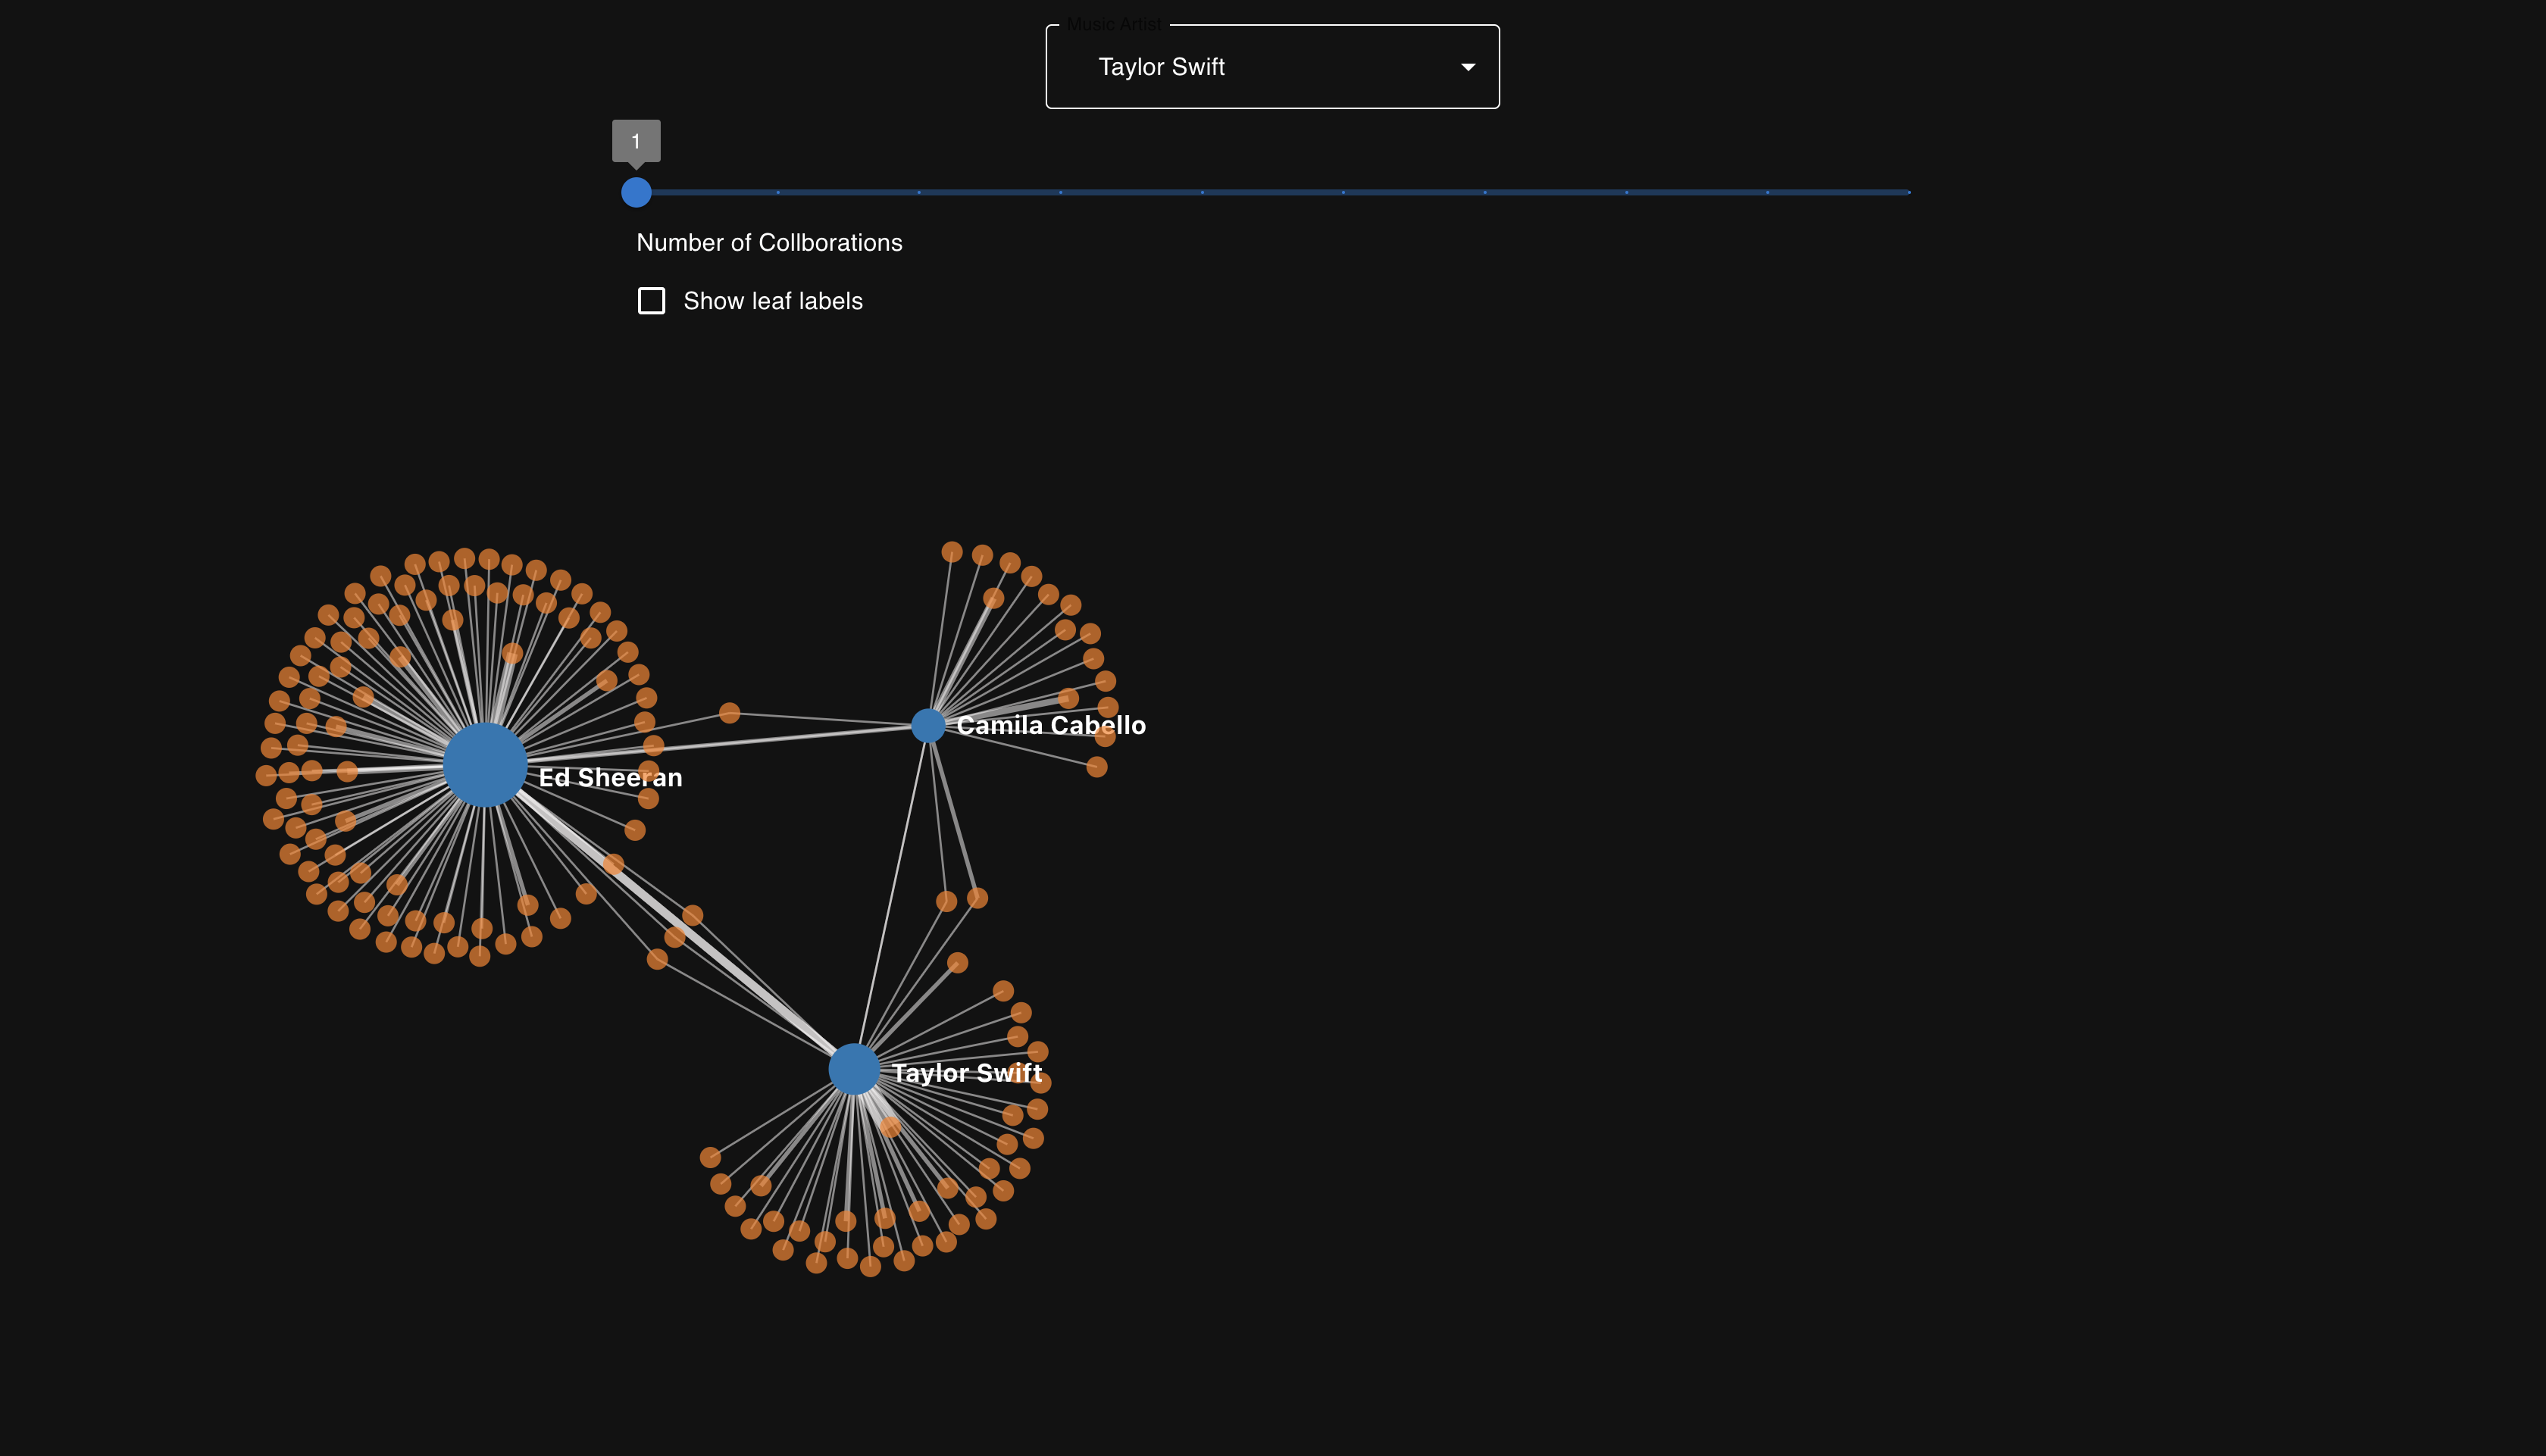 Music Artist
Taylor Swift
1
Number of Collborations
Show leaf labels
Camila Cabello
Ed Sheeran
Taylor Swift